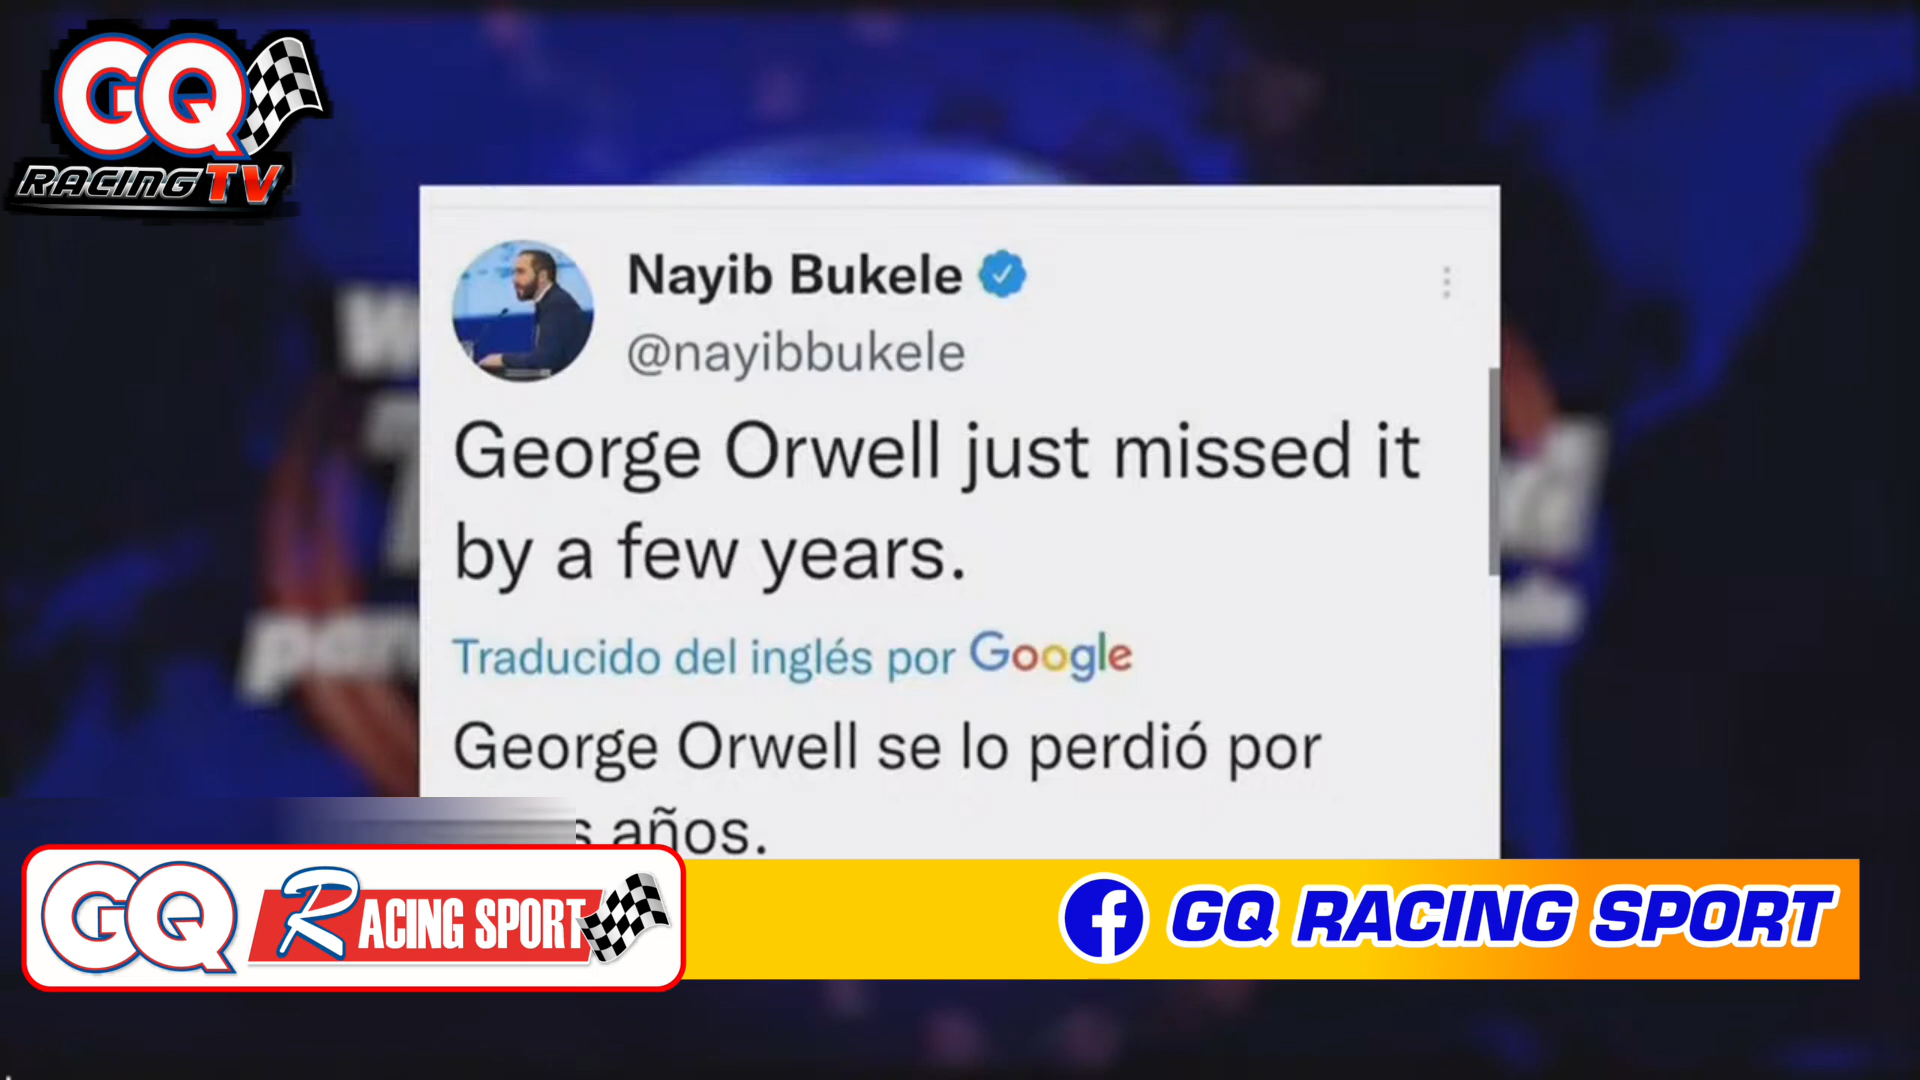 GQ
RACING TV
Nayib Bukele
@nayibbukele
George Orwell just missed it
by a few years.
Traducido del inglés por Google
George Orwell se lo perdió por
años.
GQ RACING SPORT
GQ RACING SPORT